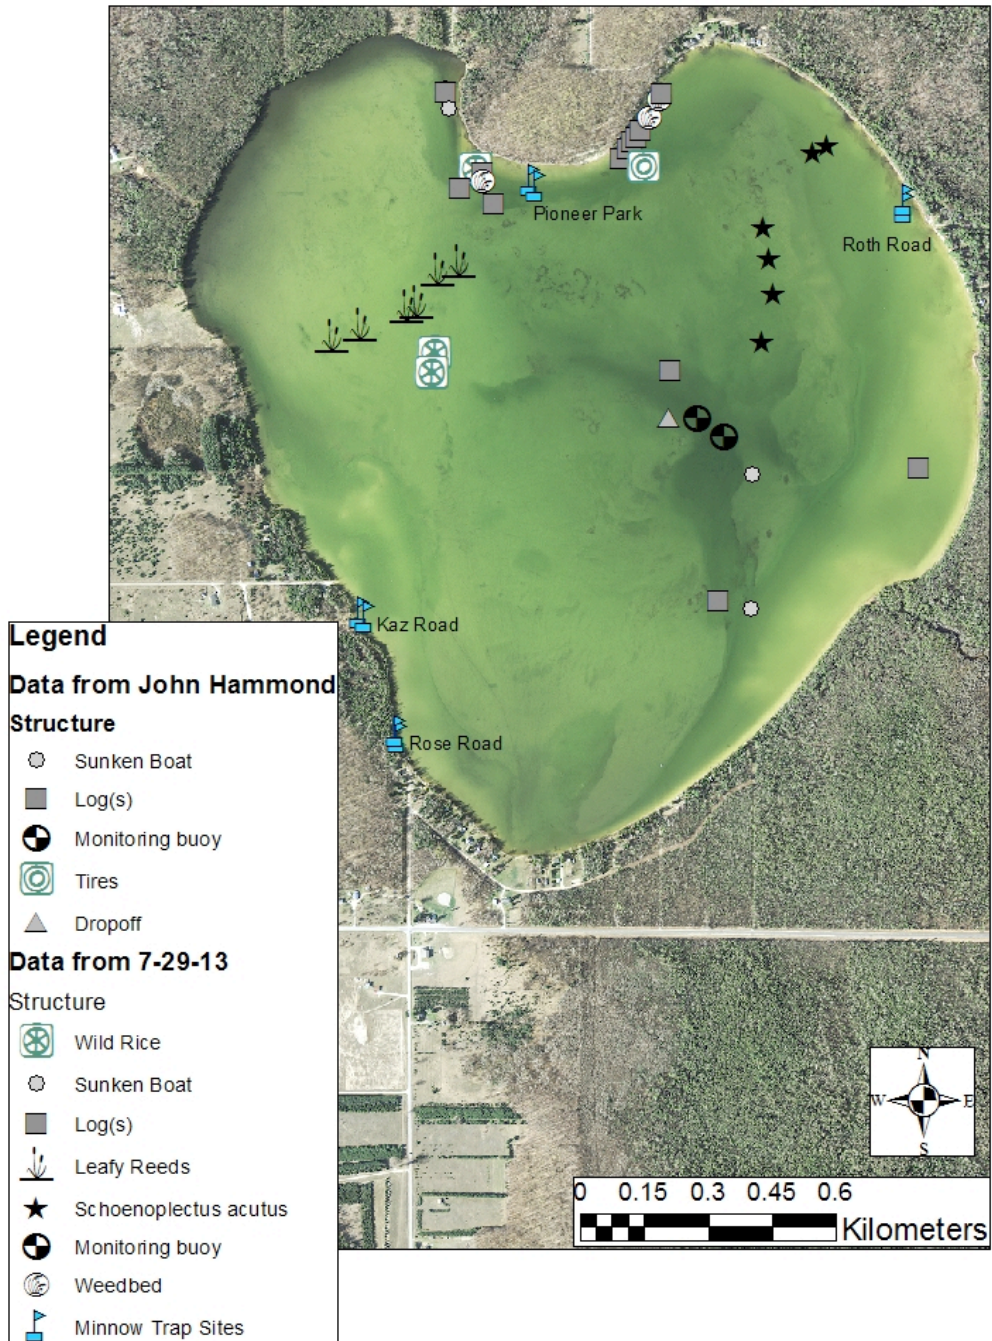 Pioneer Park
Roth Road
Kaz Road
Rose Road
Legend
Data from John Hammond
Structure
Sunken Boat
Log(s)
Monitoring buoy
Tires
Dropoff
Data from 7-29-13
Structure
Wild Rice
Sunken Boat
Log(s)
Leafy Reeds
Schoenoplectus acutus
Monitoring buoy
Weedbed
Minnow Trap Sites
N
W E
S
0 0.15 0.3 0.45 0.6
Kilometers